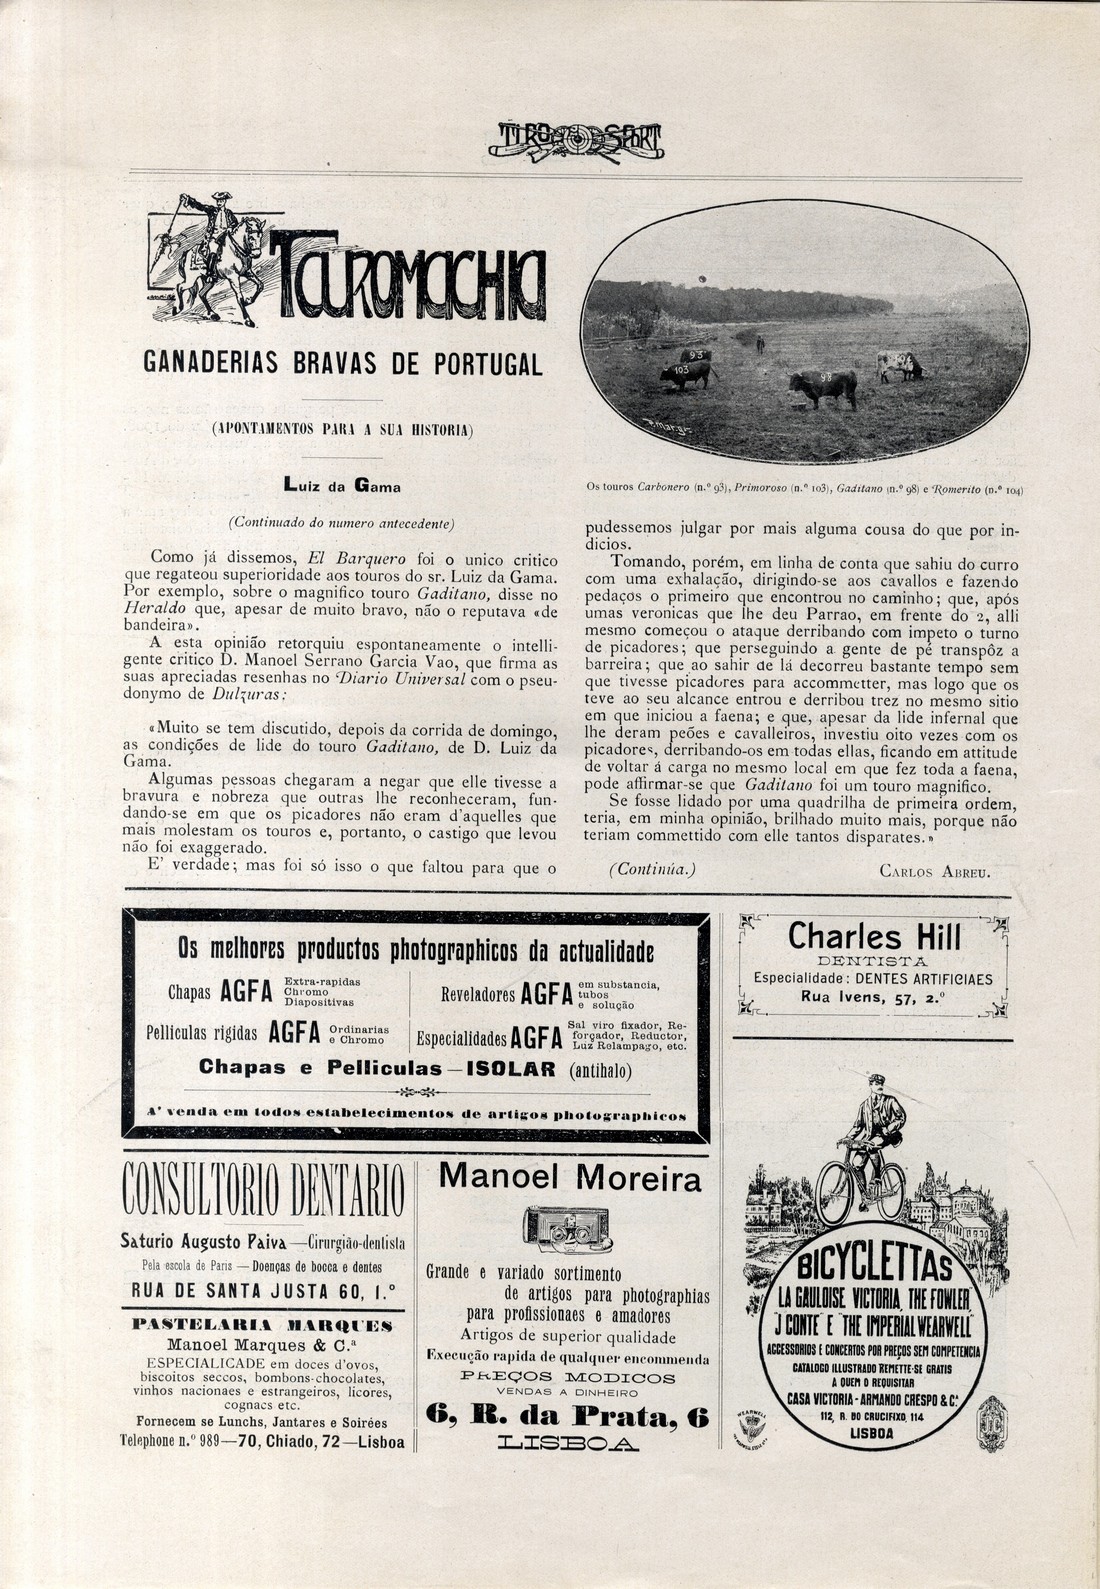 TIRO E SPORT
TAUROMACHIA
GANADERIAS BRAVAS DE PORTUGAL
(APONTAMENTOS PARA A SUA HISTORIA)
Luiz da Gama
(Continuado do numero antecedente)
Como já dissemos, El Barquero foi o unico critico
que regateou superioridade aos touros do sr. Luiz da Gama.
Por exemplo, sobre o magnifico touro Gaditano, disse no
Heraldo que, apesar de muito bravo, não o reputava «de
bandeira».
A esta opinião retorquiu espontaneamente o intelli-
gente critico D. Manoel Serrano Garcia Vao, que firma as
suas apreciadas resenhas no Diario Universal com o pseu-
donymo de Dulzuras:
«Muito se tem discutido, depois da corrida de domingo,
as condições de lide do touro Gaditano, de D. Luiz da
Gama.
Algumas pessoas chegaram a negar que elle tivesse a
bravura e nobreza que outras lhe reconheceram, fun-
dando-se em que os picadores não eram d'aquelles que
mais molestam os touros e, portanto, o castigo que levou
não foi exaggerado.
E' verdade; mas foi só isso o que faltou para que o
93
103
98
104
P. Marges
Os touros Carbonero (n.º 93), Primoroso (n.º 103), Gaditano (n.º 98) e Romerito (n.º 104)
pudessemos julgar por mais alguma cousa do que por in-
dicios.
Tomando, porém, em linha de conta que sahiu do curro
com uma exhalação, dirigindo-se aos cavallos e fazendo
pedaços o primeiro que encontrou no caminho; que, após
umas veronicas que lhe deu Parrao, em frente do 2, alli
mesmo começou o ataque derribando com impeto o turno
de picadores; que perseguindo a gente de pé transpôz a
barreira; que ao sahir de lá decorreu bastante tempo sem
que tivesse picadores para accommetter, mas logo que os
teve ao seu alcance entrou e derribou trez no mesmo sitio
em que iniciou a faena; e que, apesar da lide infernal que
lhe deram peões e cavalleiros, investiu oito vezes com os
picadores, derribando-os em todas ellas, ficando em attitude
de voltar á carga no mesmo local em que fez toda a faena,
pode affirmar-se que Gaditano foi um touro magnifico.
Se fosse lidado por uma quadrilha de primeira ordem,
teria, em minha opinião, brilhado muito mais, porque não
teriam commettido com elle tantos disparates.»
(Continúa.) CARLOS ABREU.
Os melhores productos photographicos da actualidade
Chapas AGFA Extra-rapidas
Chromo
Diapositivas
Reveladores AGFA em substancia,
tubos
e solução
Pelliculas rigidas AGFA Ordinarias
e Chromo
Especialidades AGFA Sal viro fixador, Re-
forçador, Reductor,
Luz Relampago, etc.
Chapas e Pelliculas—ISOLAR (antihalo)
A' venda em todos estabelecimentos de artigos photographicos
Charles Hill
DENTISTA
Especialidade: DENTES ARTIFICIAES
Rua Ivens, 57, 2.º
CONSULTORIO DENTARIO
Saturio Augusto Paiva—Cirurgião-dentista
Pela escola de Paris — Doenças de bocca e dentes
RUA DE SANTA JUSTA 60, 1.º
PASTELARIA MARQUES
Manoel Marques & C.ª
ESPECIALICADE em doces d'ovos,
biscoitos seccos, bombons-chocolates,
vinhos nacionaes e estrangeiros, licores,
cognacs etc.
Fornecem se Lunchs, Jantares e Soirées
Telephone n.º 989—70, Chiado, 72—Lisboa
Manoel Moreira
Grande e variado sortimento
de artigos para photographias
para profissionaes e amadores
Artigos de superior qualidade
Execução rapida de qualquer encommenda
PREÇOS MODICOS
VENDAS A DINHEIRO
6, R. da Prata, 6
LISBOA
BICYCLETTAS
LA GAULOISE VICTORIA, THE FOWLER,
"J CONTE" E "THE IMPERIAL WEARWELL"
ACCESSORIOS E CONCERTOS POR PREÇOS SEM COMPETENCIA
CATALOGO ILLUSTRADO REMETTE-SE GRATIS
A QUEM O REQUISITAR
CASA VICTORIA - ARMANDO CRESPO & C.ª
112, R. DO CRUCIFIXO, 114
LISBOA
WEARWELL